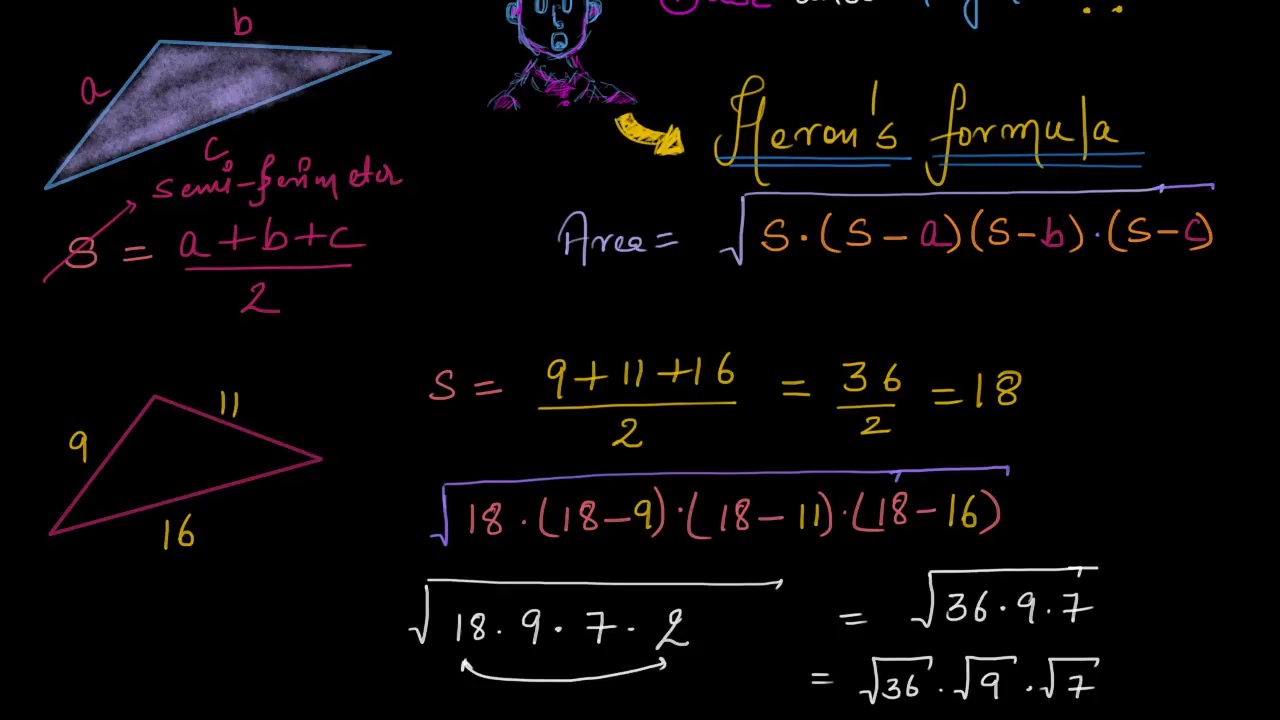 b
a
c
Heron's formula
semi-perimeter
Area = √S·(S-a)(S-b)·(S-c)
S = a+b+c
2
S = 9+11+16 / 2 = 36/2 = 18
11
9
16
√18·(18-9)·(18-11)·(18-16)
√18·9·7·2 = √36·9·7
= √36·√9·√7